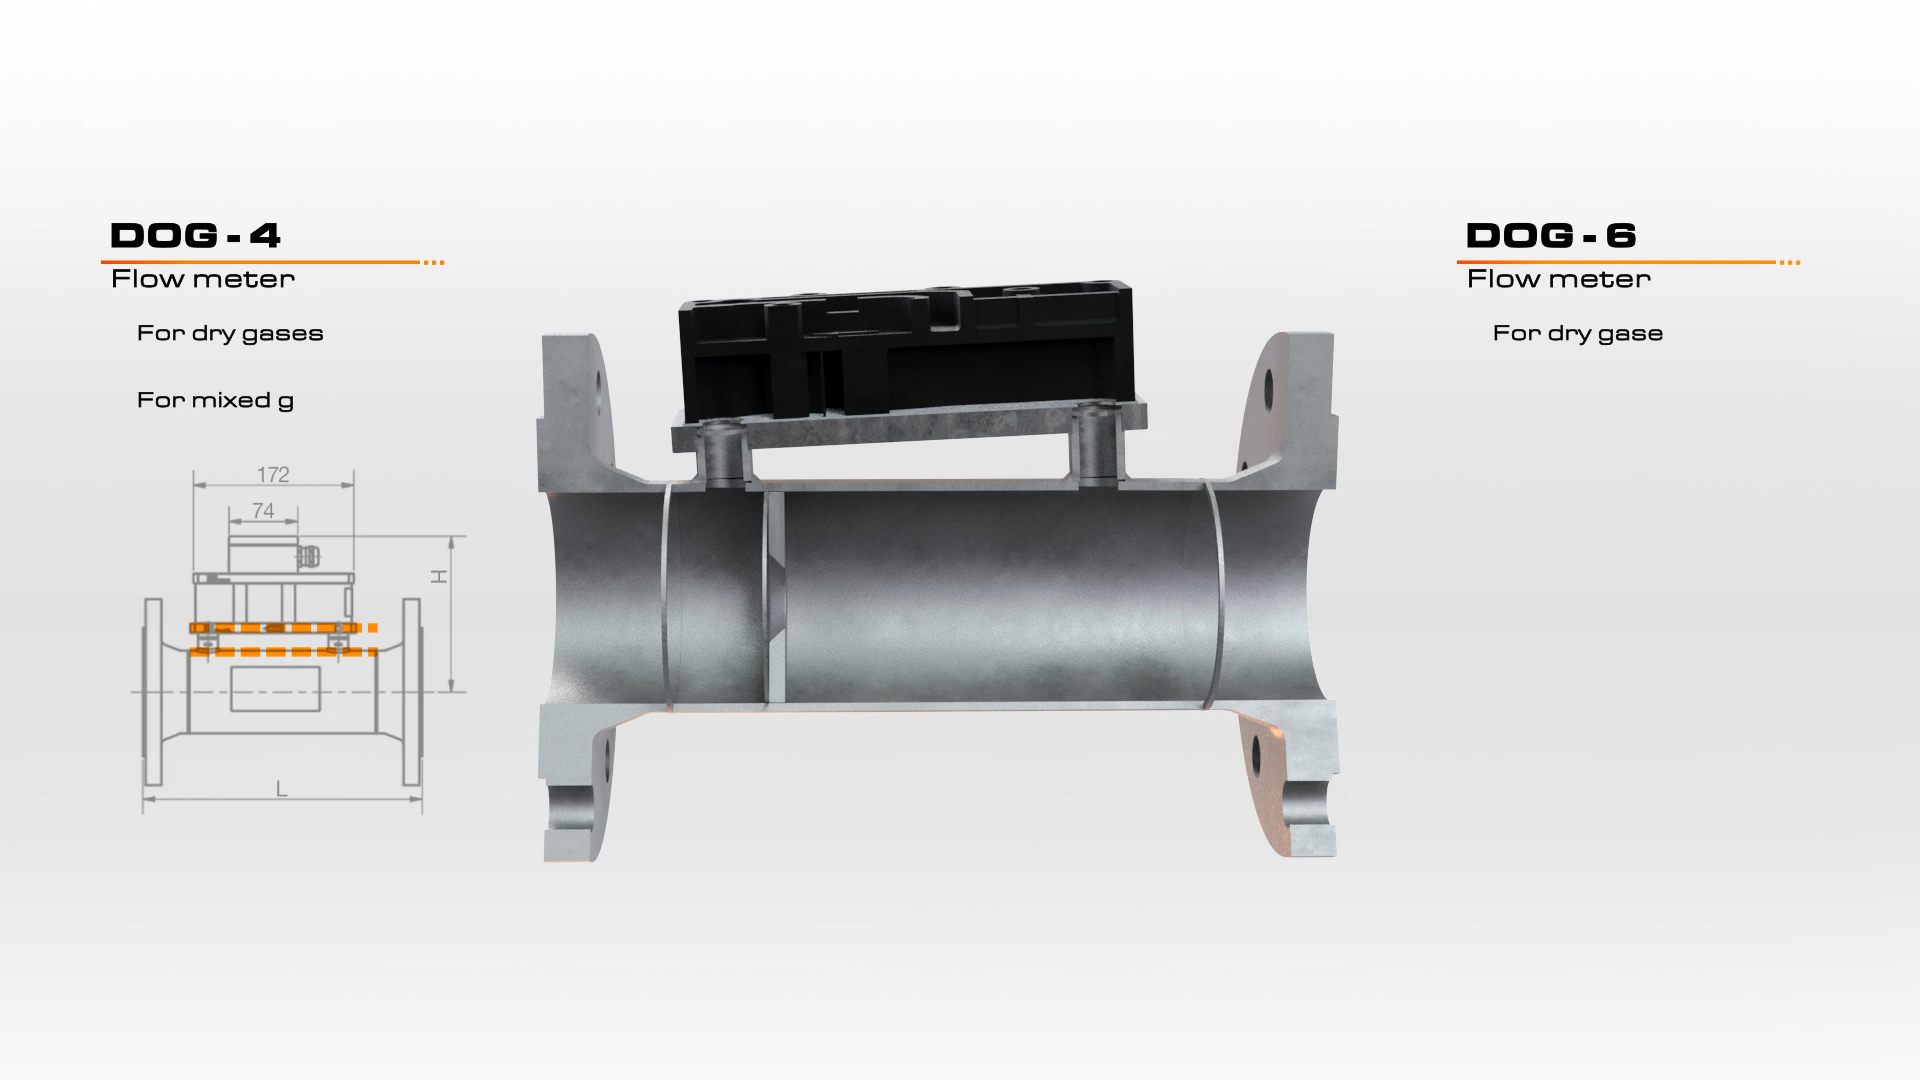 DOG - 4
Flow meter
For dry gases
For mixed g
172
74
H
L
DOG - 6
Flow meter
For dry gase